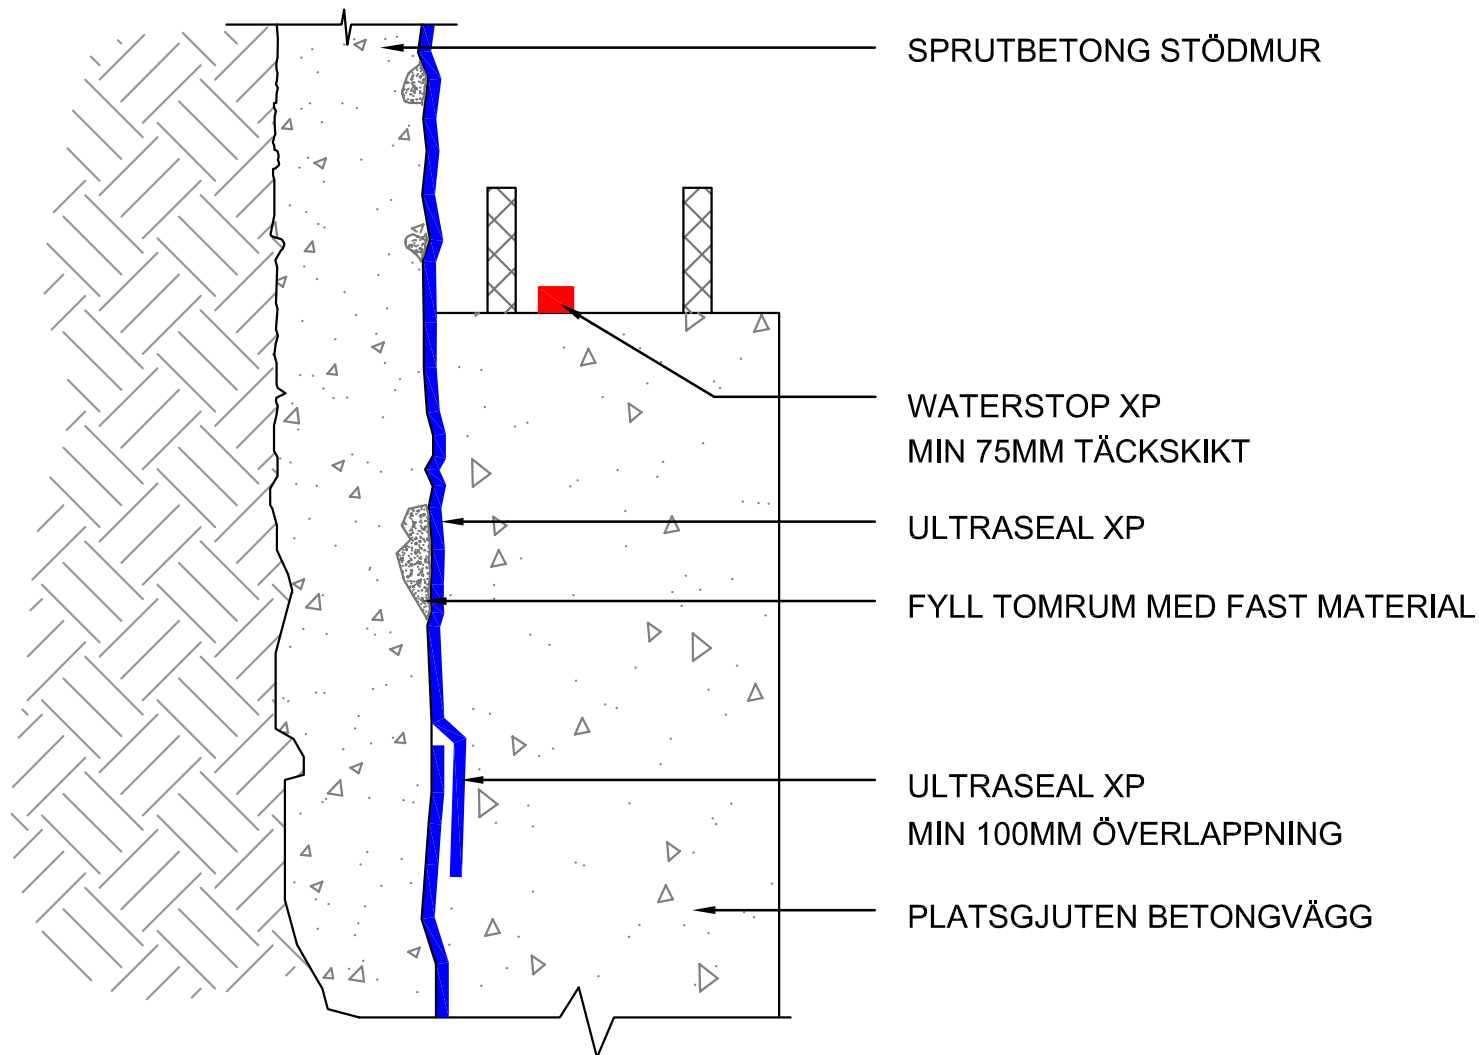 SPRUTBETONG STÖDMUR
WATERSTOP XP
MIN 75MM TÄCKSKIKT
ULTRASEAL XP
FYLL TOMRUM MED FAST MATERIAL
ULTRASEAL XP
MIN 100MM ÖVERLAPPNING
PLATSGJUTEN BETONGVÄGG